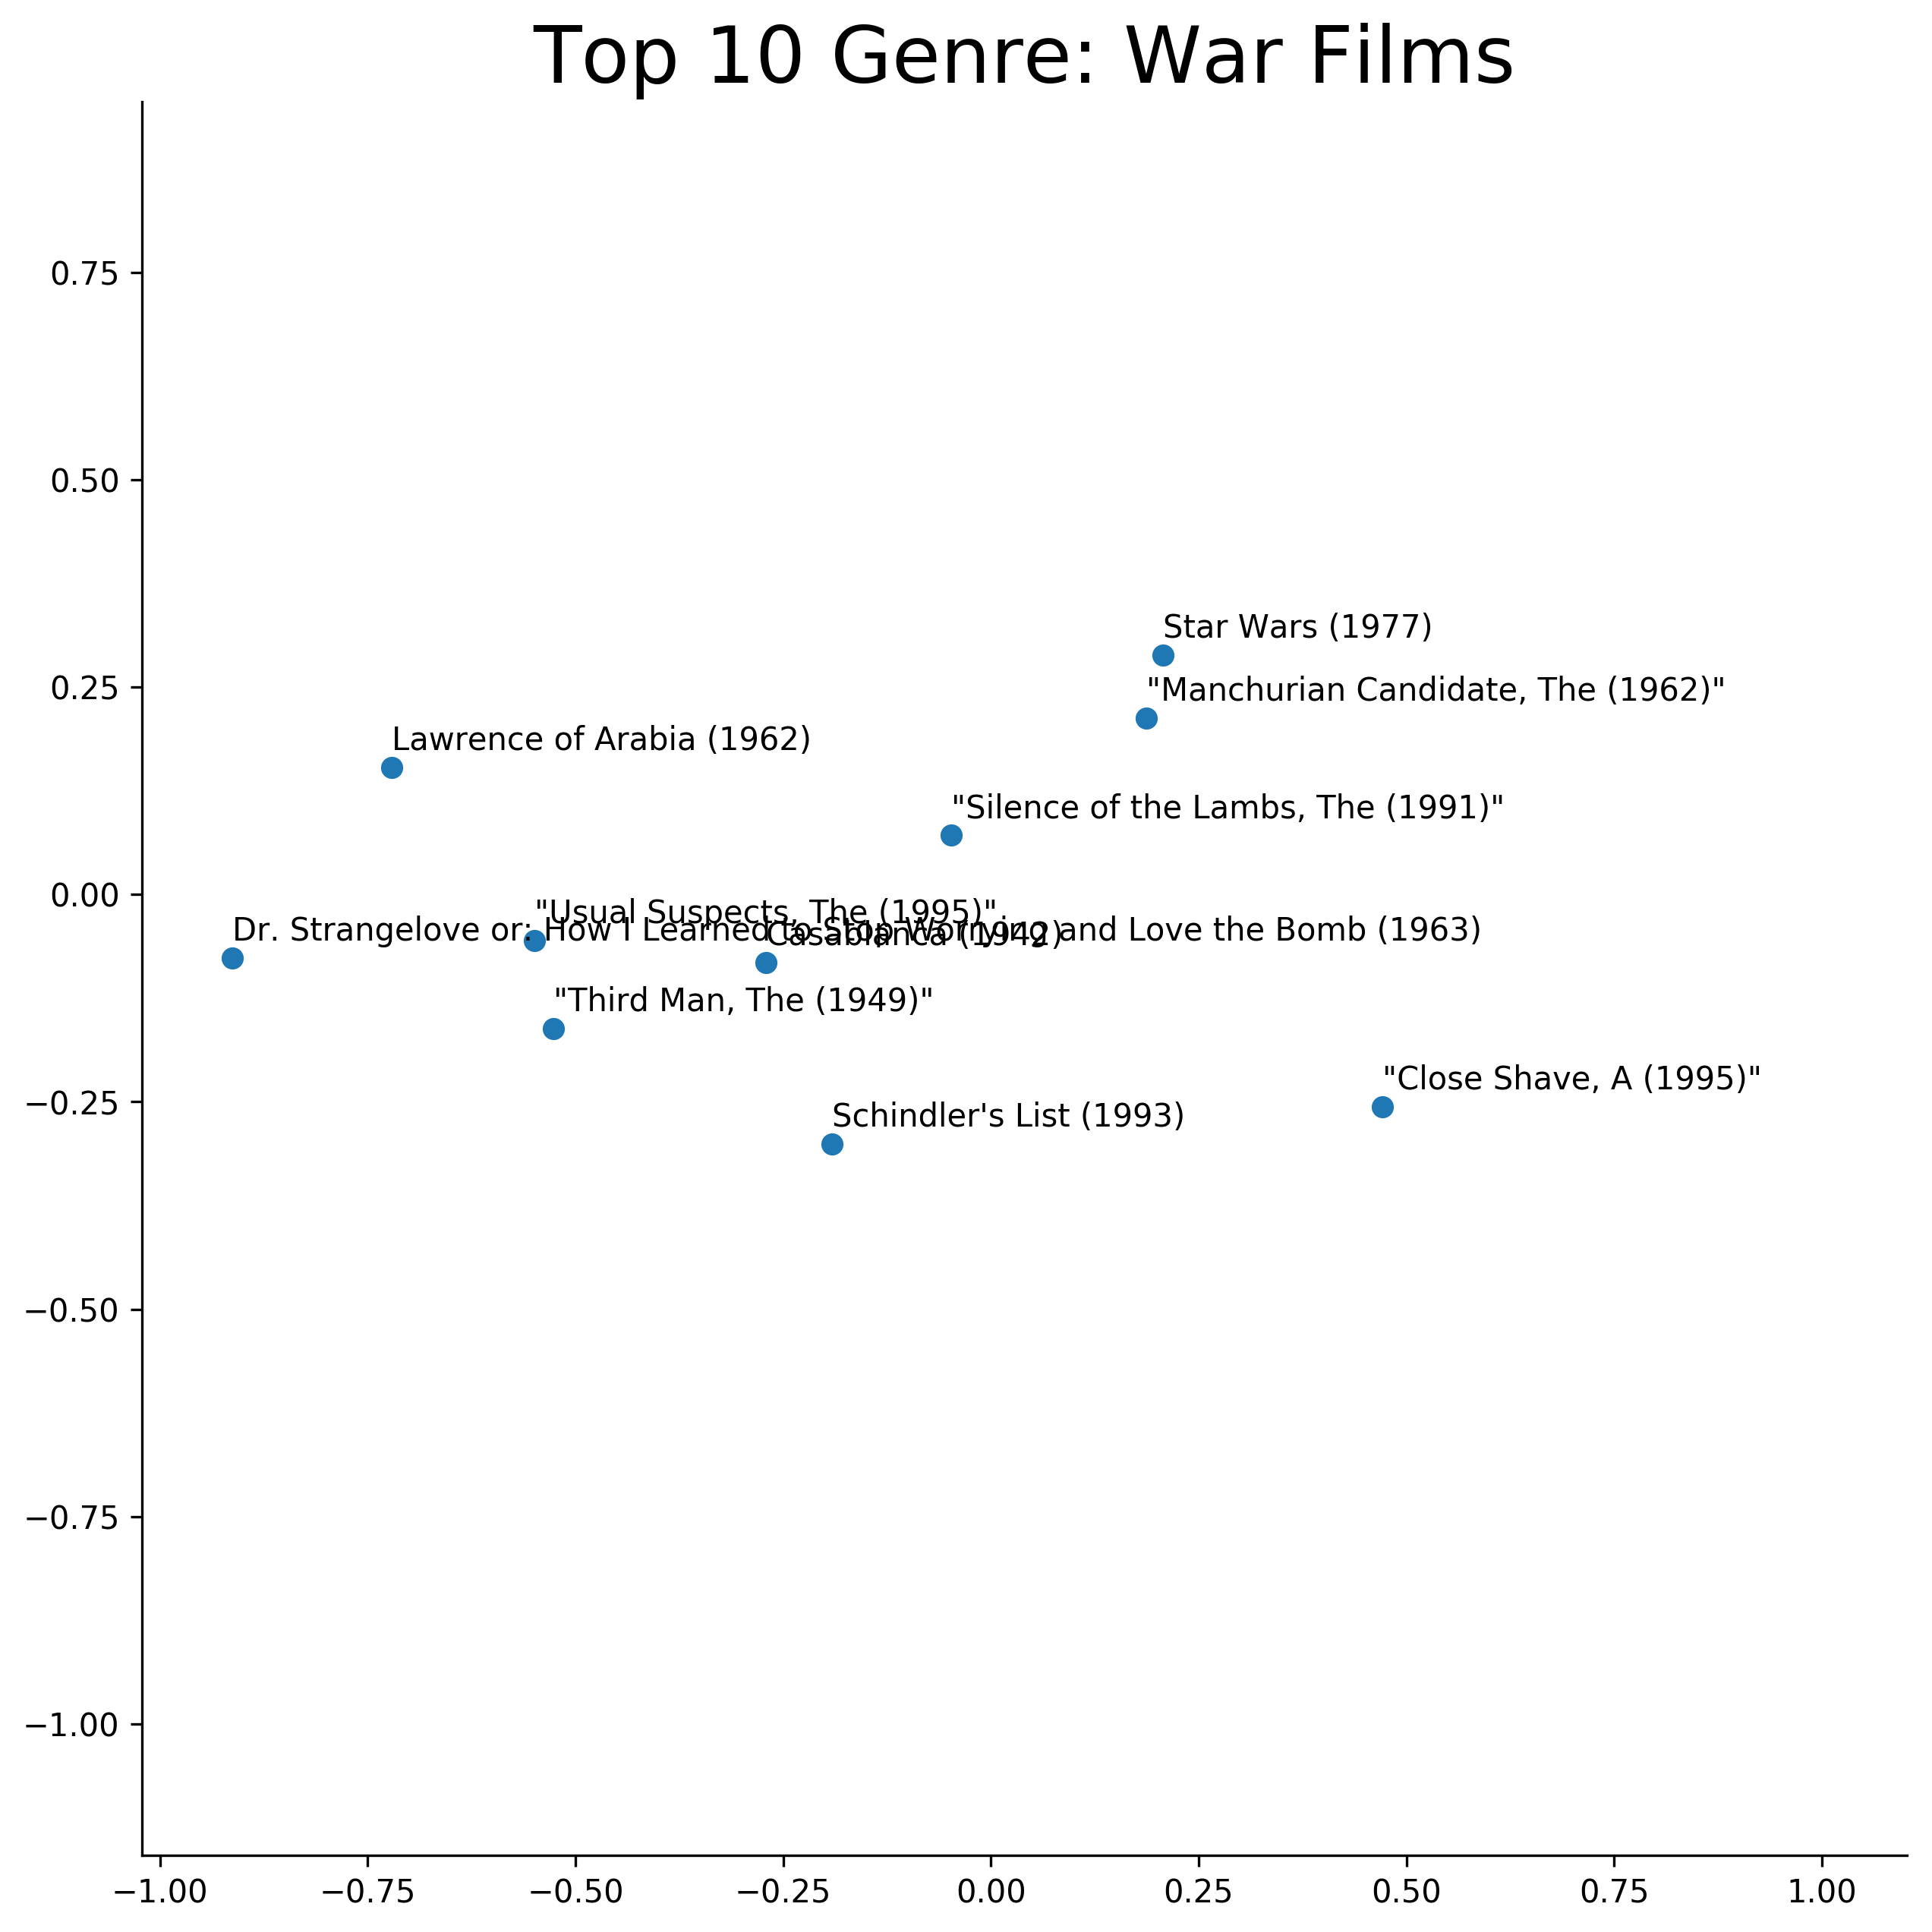 Top 10 Genre: War Films
0.75
0.50
0.25
0.00
−0.25
−0.50
−0.75
−1.00
Star Wars (1977)
"Manchurian Candidate, The (1962)"
Lawrence of Arabia (1962)
"Silence of the Lambs, The (1991)"
"Usual Suspects, The (1995)"
Dr. Strangelove or: How I Learned to Stop Worrying and Love the Bomb (1963)
Casablanca (1942)
"Third Man, The (1949)"
"Close Shave, A (1995)"
Schindler's List (1993)
−1.00 −0.75 −0.50 −0.25 0.00 0.25 0.50 0.75 1.00